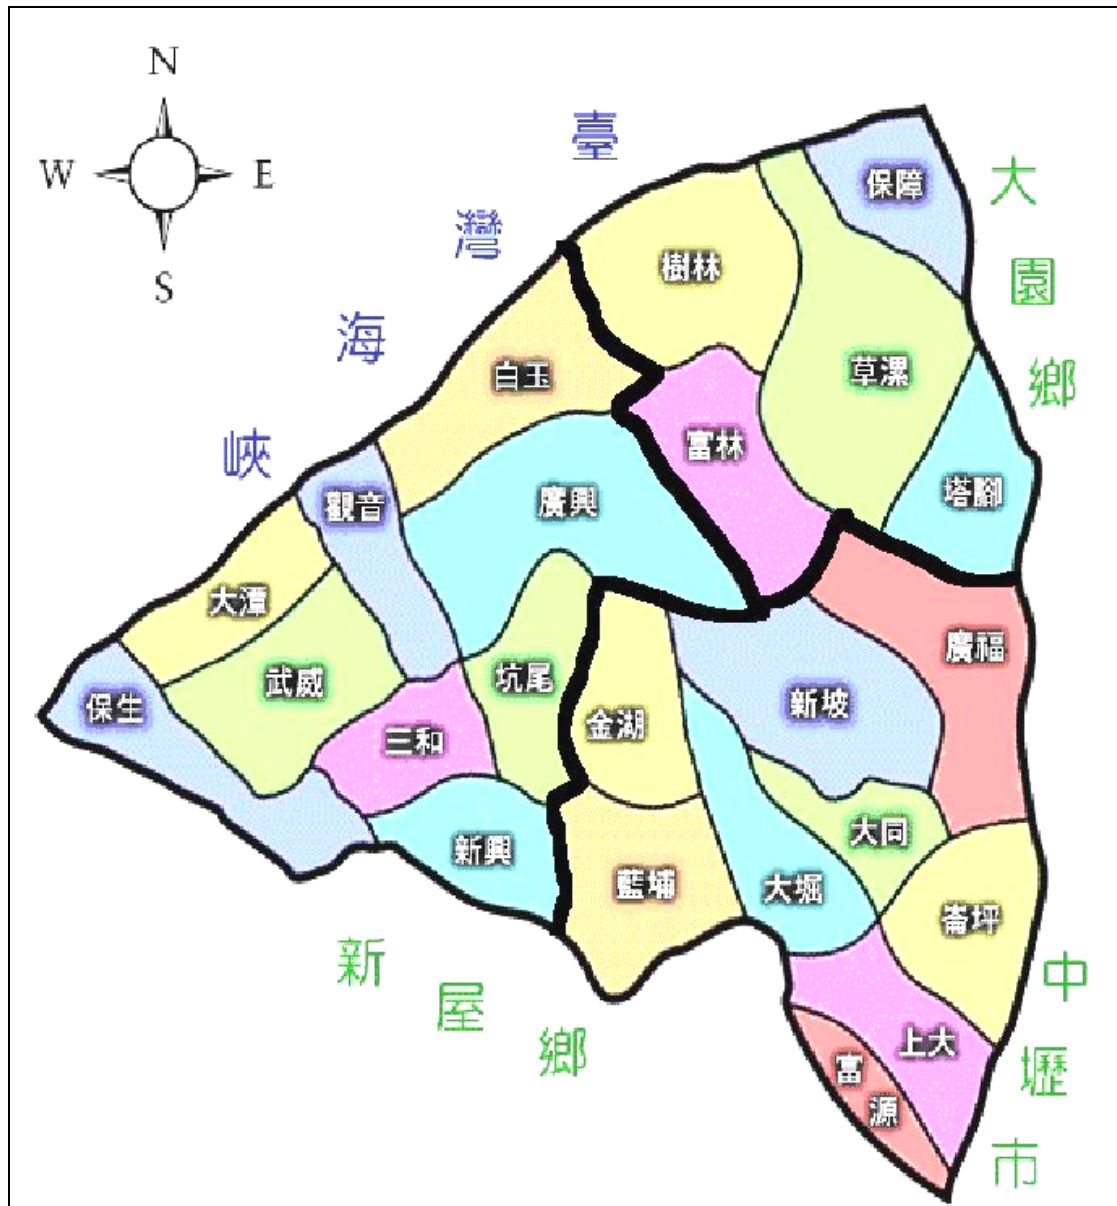 N
W E
S
臺灣海峽
大園鄉
中壢市
新屋鄉
保障
樹林
草漯
白玉
富林
塔腳
觀音
廣興
大潭
武威
坑尾
廣福
保生
三和
金湖
新坡
新興
藍埔
大堀
大同
崙坪
上大
富源